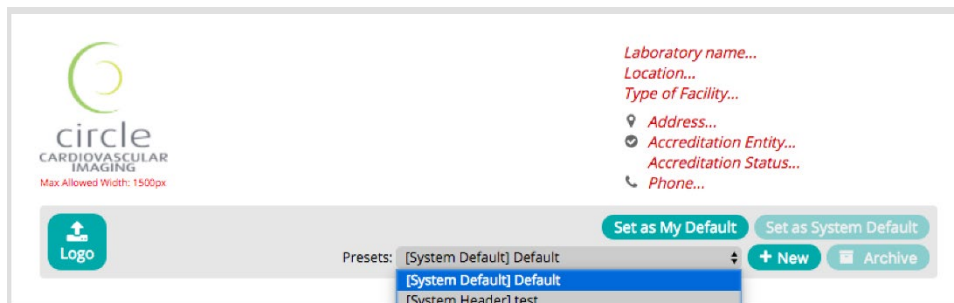 circle
CARDIOVASCULAR
IMAGING
Max Allowed Width: 1500px
Laboratory name...
Location...
Type of Facility...
Address...
Accreditation Entity...
Accreditation Status...
Phone...
Logo
Set as My Default
Set as System Default
Presets:
[System Default] Default
+ New
Archive
[System Default] Default
[System Header] test